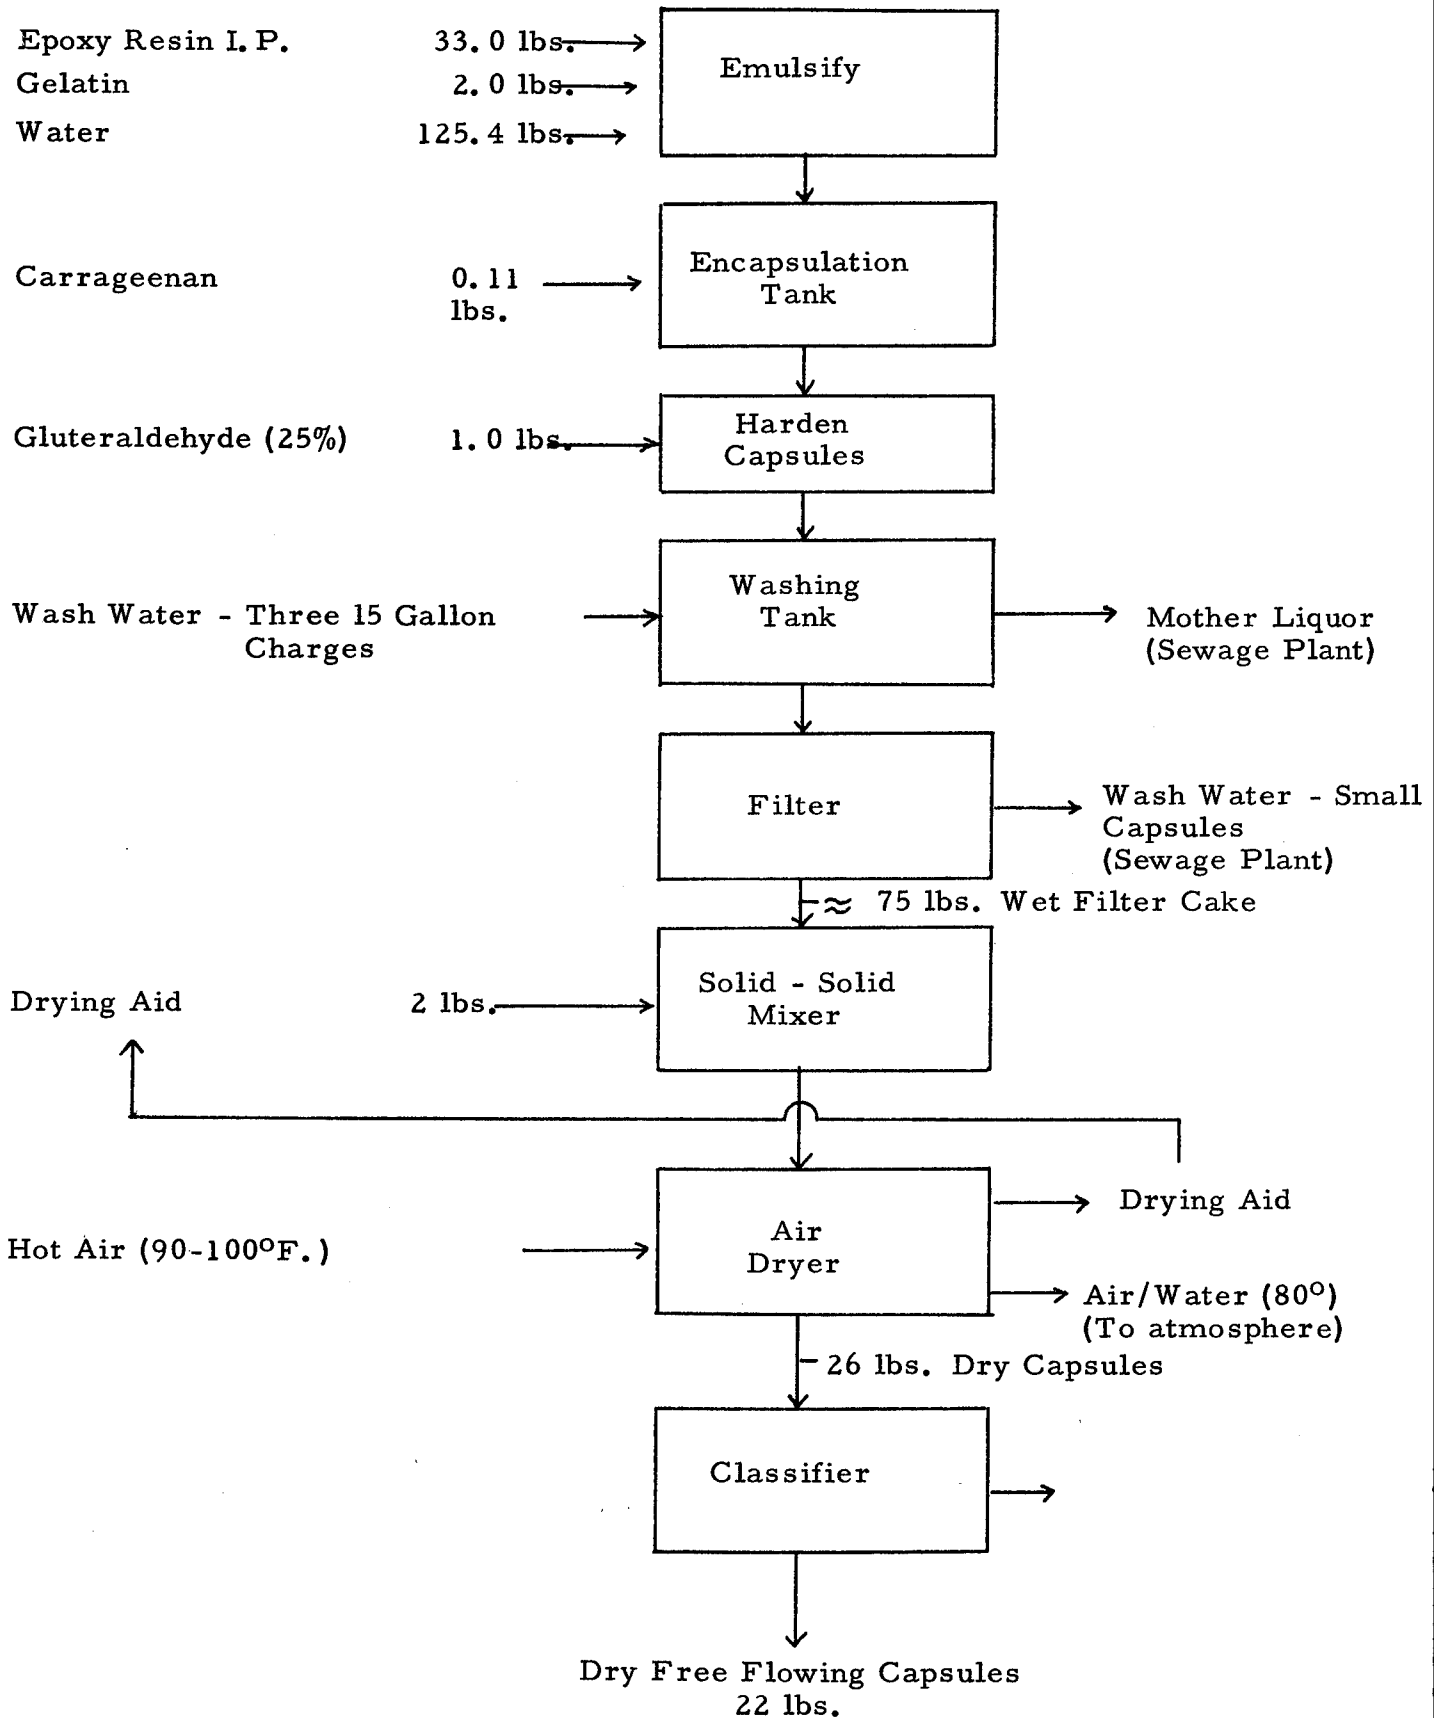 Epoxy Resin I.P. 33.0 lbs.
Emulsify
Gelatin 2.0 lbs.
Water 125.4 lbs.
Encapsulation
Tank
Carrageenan 0.11
lbs.
Harden
Capsules
Gluteraldehyde (25%) 1.0 lbs.
Washing
Tank
Wash Water - Three 15 Gallon
Charges
Mother Liquor
(Sewage Plant)
Filter
Wash Water - Small
Capsules
(Sewage Plant)
≈ 75 lbs. Wet Filter Cake
Solid - Solid
Mixer
Drying Aid 2 lbs.
Drying Aid
Air
Dryer
Hot Air (90-100°F.)
Air/Water (80°)
(To atmosphere)
26 lbs. Dry Capsules
Classifier
Dry Free Flowing Capsules
22 lbs.